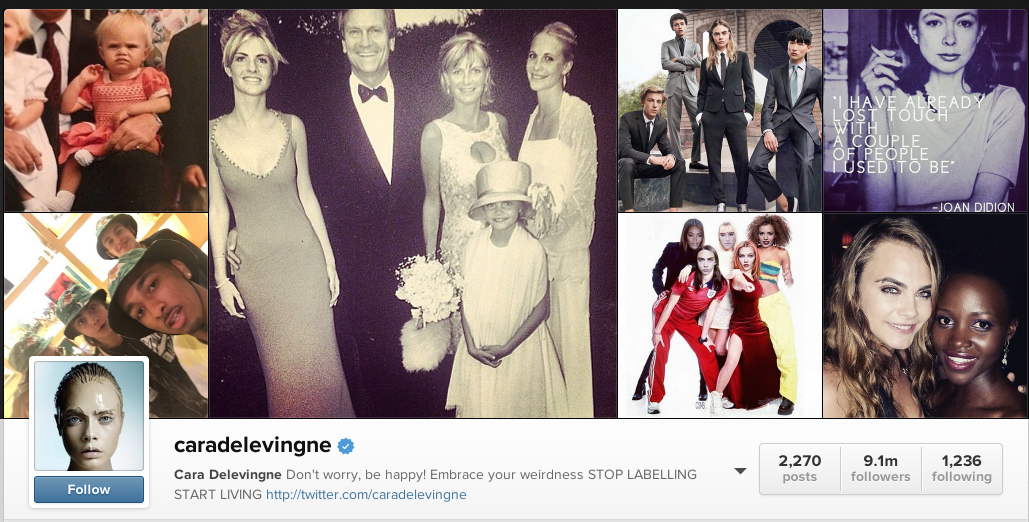 "I HAVE ALREADY
LOST TOUCH
WITH
A COUPLE
OF PEOPLE
I USED TO BE"
-JOAN DIDION
caradelevingne
Cara Delevingne Don't worry, be happy! Embrace your weirdness STOP LABELLING
START LIVING http://twitter.com/caradelevingne
Follow
2,270 9.1m 1,236
posts followers following